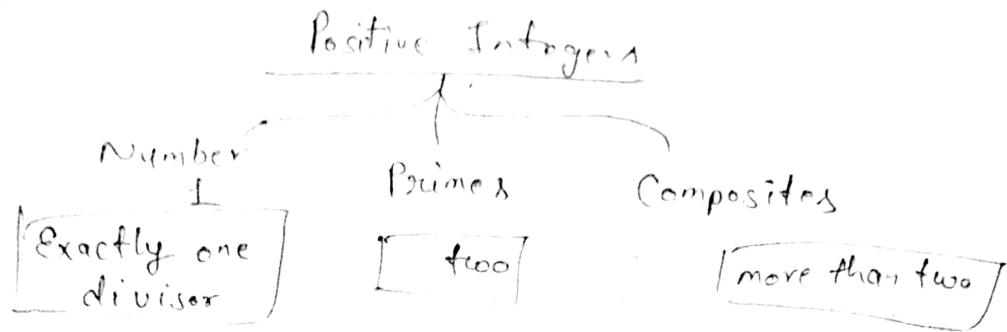 Positive Integers
Number
1
Primes
Composites
Exactly one
divisor
two
more than two